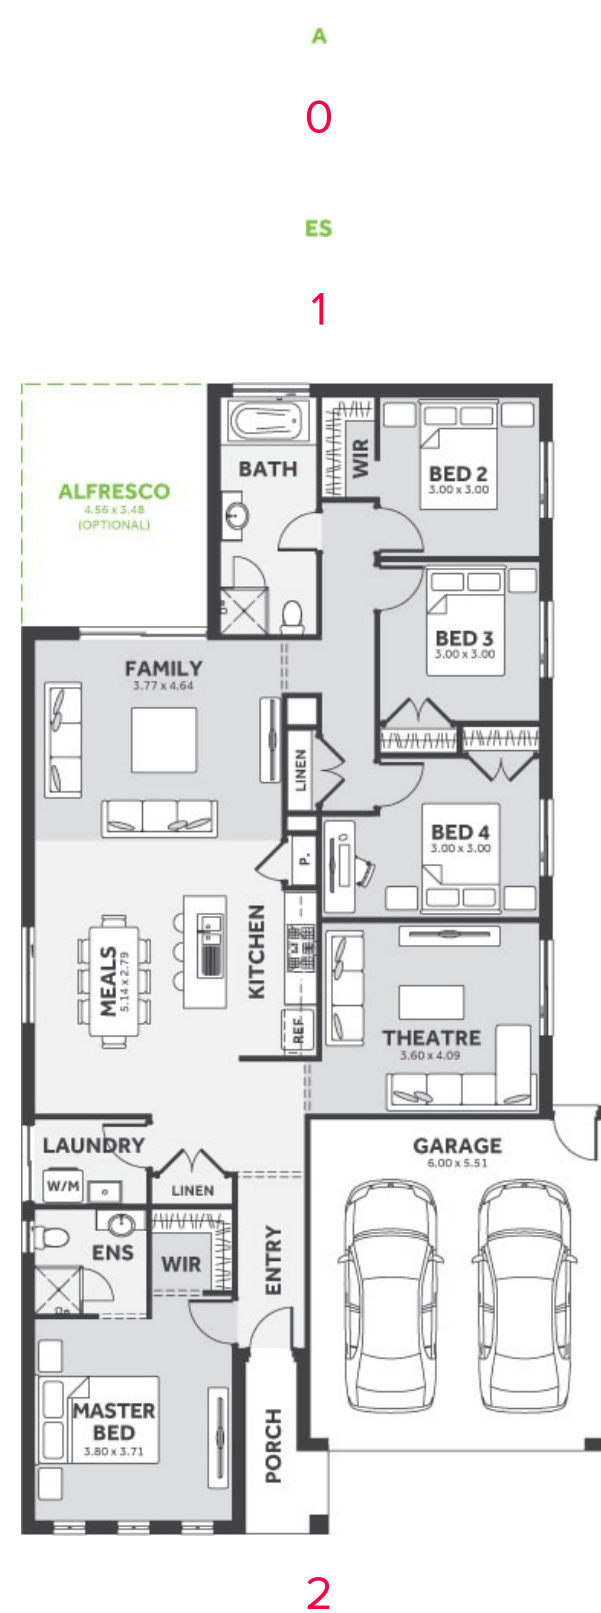 A
0
ES
1
ALFRESCO
4.56 x 3.48
(OPTIONAL)
BATH
WIR
BED 2
3.00 x 3.00
FAMILY
3.77 x 4.64
BED 3
3.00 x 3.00
LINEN
BED 4
3.00 x 3.00
P.
KITCHEN
MEALS
5.14 x 2.79
REF
THEATRE
3.60 x 4.09
LAUNDRY
W/M
LINEN
GARAGE
6.00 x 5.51
ENS
WIR
ENTRY
MASTER
BED
3.80 x 3.71
PORCH
2